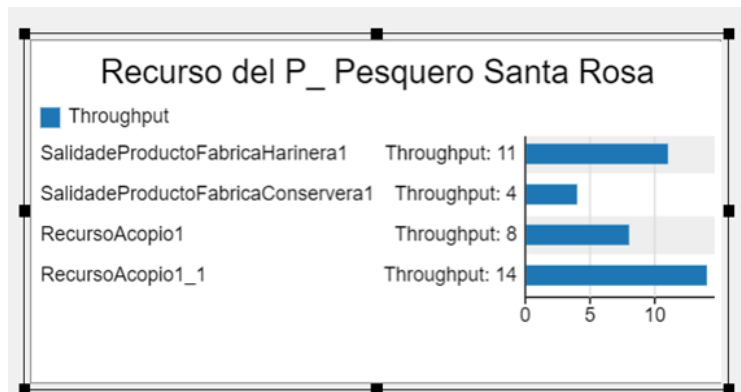 Recurso del P_ Pesquero Santa Rosa
Throughput
SalidadeProductoFabricaHarinera1 Throughput: 11
SalidadeProductoFabricaConservera1 Throughput: 4
RecursoAcopio1 Throughput: 8
RecursoAcopio1_1 Throughput: 14
0 5 10